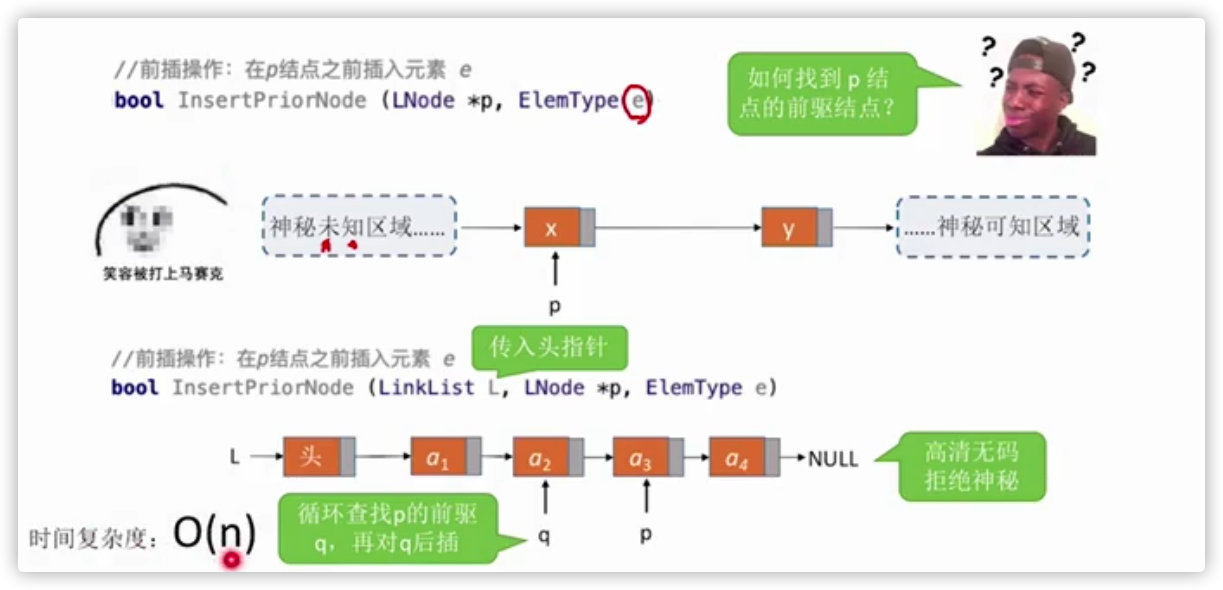 //前插操作：在p结点之前插入元素 e
bool InsertPriorNode (LNode *p, ElemType e)
如何找到 p 结
点的前驱结点？
? ? ? ?
笑容被打上马赛克
神秘未知区域……
x
y
……神秘可知区域
p
传入头指针
//前插操作：在p结点之前插入元素 e
bool InsertPriorNode (LinkList L, LNode *p, ElemType e)
L
头
a1
a2
a3
a4
NULL
高清无码
拒绝神秘
循环查找p的前驱
q，再对q后插
q
p
时间复杂度：O(n)